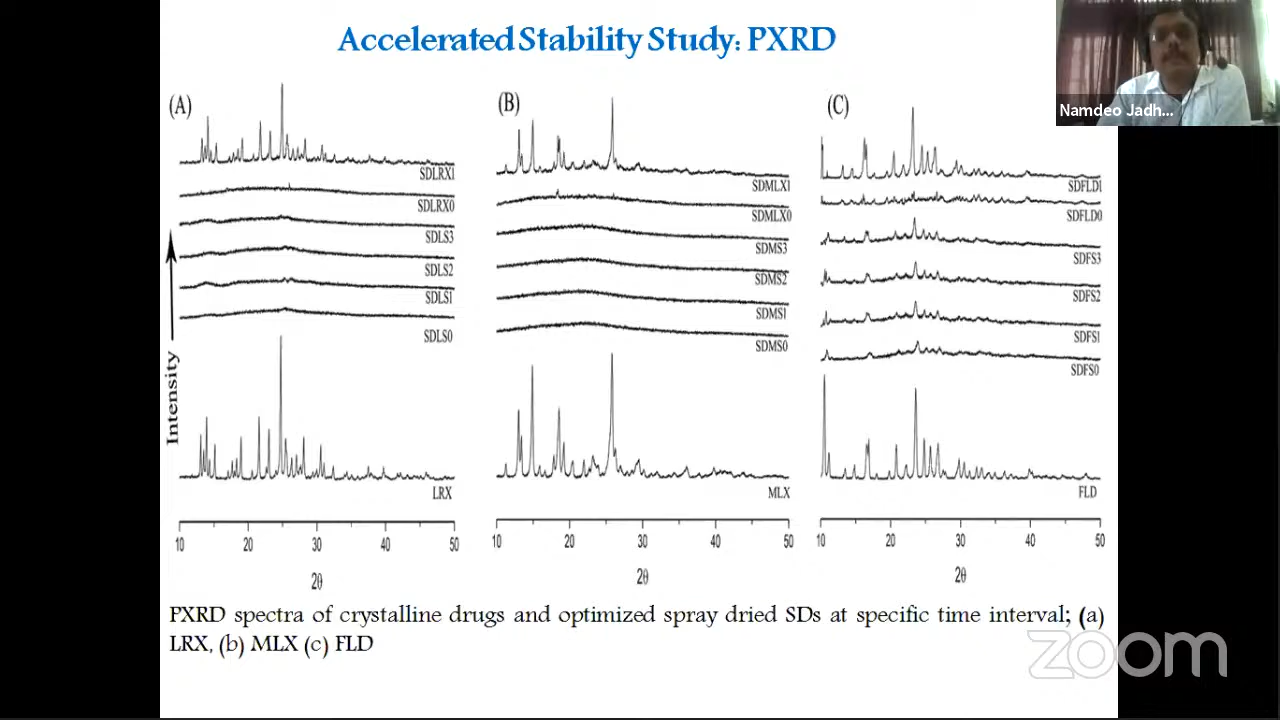 Accelerated Stability Study: PXRD
Namdeo Jadh...
(A)
SDLRX1
SDLRX0
SDLS3
SDLS2
SDLS1
SDLS0
LRX
Intensity
10 20 30 40 50
2θ
(B)
SDMLX1
SDMLX0
SDMS3
SDMS2
SDMS1
SDMS0
MLX
10 20 30 40 50
2θ
(C)
SDFLD1
SDFLD0
SDFS3
SDFS2
SDFS1
SDFS0
FLD
10 20 30 40 50
2θ
PXRD spectra of crystalline drugs and optimized spray dried SDs at specific time interval; (a)
LRX, (b) MLX (c) FLD
zoom